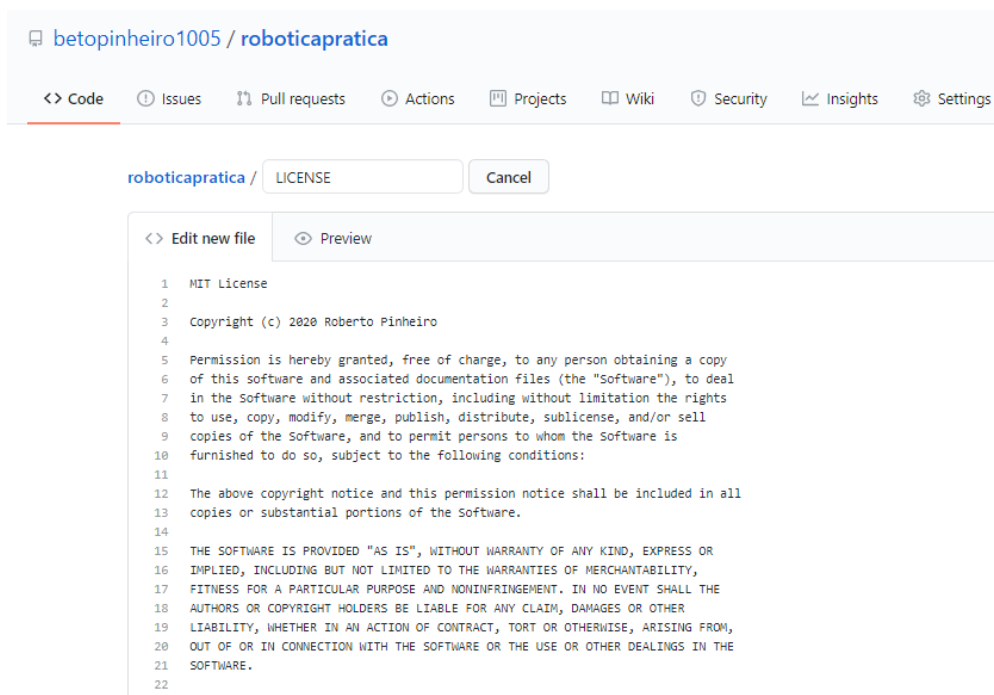 betopinheiro1005 / roboticapratica
<> Code Issues Pull requests Actions Projects Wiki Security Insights Settings
roboticapratica / LICENSE Cancel
<> Edit new file Preview
1 MIT License
2
3 Copyright (c) 2020 Roberto Pinheiro
4
5 Permission is hereby granted, free of charge, to any person obtaining a copy
6 of this software and associated documentation files (the "Software"), to deal
7 in the Software without restriction, including without limitation the rights
8 to use, copy, modify, merge, publish, distribute, sublicense, and/or sell
9 copies of the Software, and to permit persons to whom the Software is
10 furnished to do so, subject to the following conditions:
11
12 The above copyright notice and this permission notice shall be included in all
13 copies or substantial portions of the Software.
14
15 THE SOFTWARE IS PROVIDED "AS IS", WITHOUT WARRANTY OF ANY KIND, EXPRESS OR
16 IMPLIED, INCLUDING BUT NOT LIMITED TO THE WARRANTIES OF MERCHANTABILITY,
17 FITNESS FOR A PARTICULAR PURPOSE AND NONINFRINGEMENT. IN NO EVENT SHALL THE
18 AUTHORS OR COPYRIGHT HOLDERS BE LIABLE FOR ANY CLAIM, DAMAGES OR OTHER
19 LIABILITY, WHETHER IN AN ACTION OF CONTRACT, TORT OR OTHERWISE, ARISING FROM,
20 OUT OF OR IN CONNECTION WITH THE SOFTWARE OR THE USE OR OTHER DEALINGS IN THE
21 SOFTWARE.
22